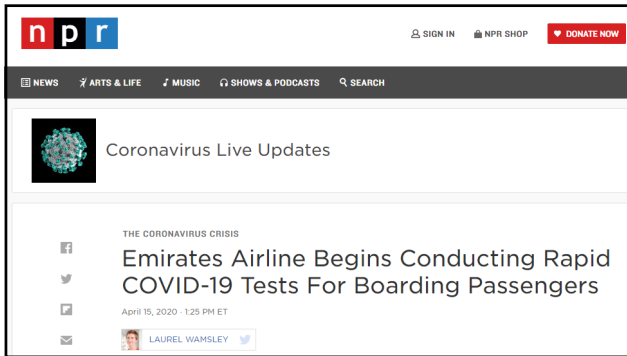 npr
SIGN IN
NPR SHOP
DONATE NOW
NEWS
ARTS & LIFE
MUSIC
SHOWS & PODCASTS
SEARCH
Coronavirus Live Updates
THE CORONAVIRUS CRISIS
Emirates Airline Begins Conducting Rapid
COVID-19 Tests For Boarding Passengers
April 15, 2020 · 1:25 PM ET
LAUREL WAMSLEY